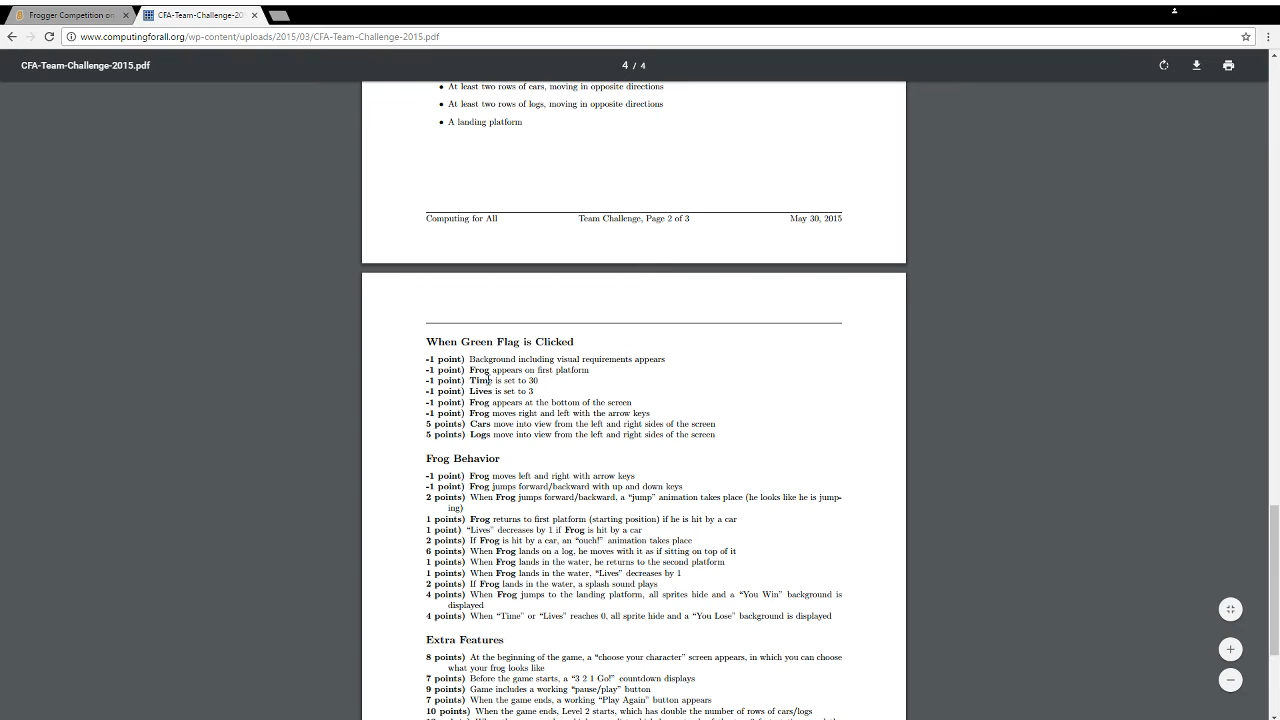 Frogger Competition on
CFA-Team-Challenge-20
www.computingforall.org/wp-content/uploads/2015/03/CFA-Team-Challenge-2015.pdf
CFA-Team-Challenge-2015.pdf
4 / 4
• At least two rows of cars, moving in opposite directions
• At least two rows of logs, moving in opposite directions
• A landing platform
Computing for All Team Challenge, Page 2 of 3 May 30, 2015
When Green Flag is Clicked
-1 point) Background including visual requirements appears
-1 point) Frog appears on first platform
-1 point) Time is set to 30
-1 point) Lives is set to 3
-1 point) Frog appears at the bottom of the screen
-1 point) Frog moves right and left with the arrow keys
5 points) Cars move into view from the left and right sides of the screen
5 points) Logs move into view from the left and right sides of the screen
Frog Behavior
-1 point) Frog moves left and right with arrow keys
-1 point) Frog jumps forward/backward with up and down keys
2 points) When Frog jumps forward/backward, a “jump” animation takes place (he looks like he is jump-
ing)
1 points) Frog returns to first platform (starting position) if he is hit by a car
1 point) “Lives” decreases by 1 if Frog is hit by a car
2 points) If Frog is hit by a car, an “ouch!” animation takes place
6 points) When Frog lands on a log, he moves with it as if sitting on top of it
1 points) When Frog lands in the water, he returns to the second platform
1 points) When Frog lands in the water, “Lives” decreases by 1
2 points) If Frog lands in the water, a splash sound plays
4 points) When Frog jumps to the landing platform, all sprites hide and a “You Win” background is
displayed
4 points) When “Time” or “Lives” reaches 0, all sprite hide and a “You Lose” background is displayed
Extra Features
8 points) At the beginning of the game, a “choose your character” screen appears, in which you can choose
what your frog looks like
7 points) Before the game starts, a “3 2 1 Go!” countdown displays
9 points) Game includes a working “pause/play” button
7 points) When the game ends, a working “Play Again” button appears
10 points) When the game ends, Level 2 starts, which has double the number of rows of cars/logs